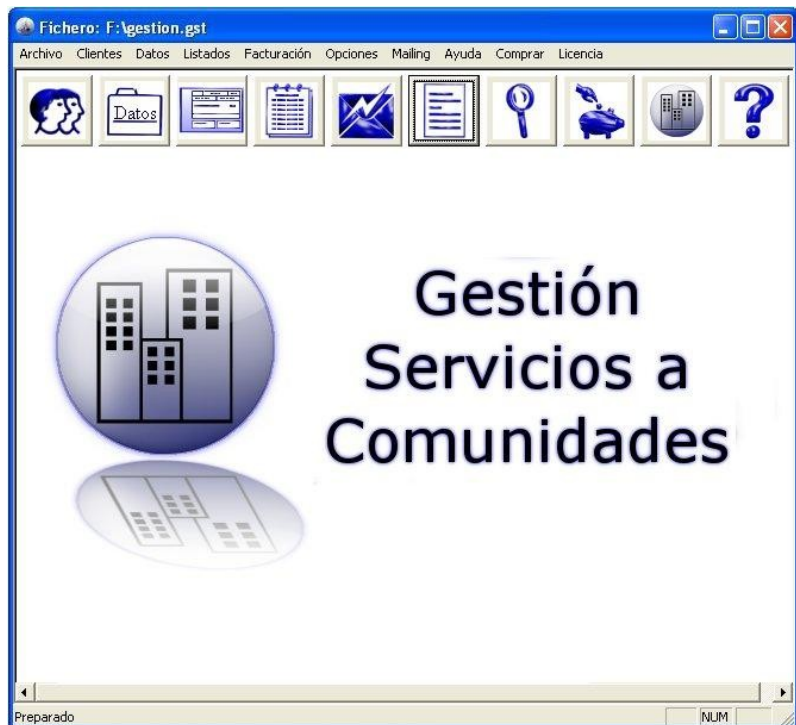 Fichero: F:\gestion.gst
Archivo Clientes Datos Listados Facturación Opciones Mailing Ayuda Comprar Licencia
Datos
Gestión
Servicios a
Comunidades
Preparado NUM